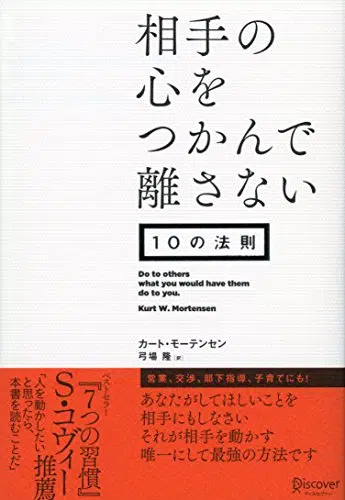 相手の
心を
つかんで
離さない
10の法則
Do to others
what you would have them
do to you.
Kurt W. Mortensen
カート・モーテンセン
弓場 隆 [訳]
営業、交渉、部下指導、子育てにも!
あなたがしてほしいことを
相手にもしなさい
それが相手を動かす
唯一にして最強の方法です
ベストセラー
『7つの習慣』
S・コヴィー
推薦
「人を動かしたい、
と思ったら、
本書を読むことだ」
Discover
ディスカヴァー